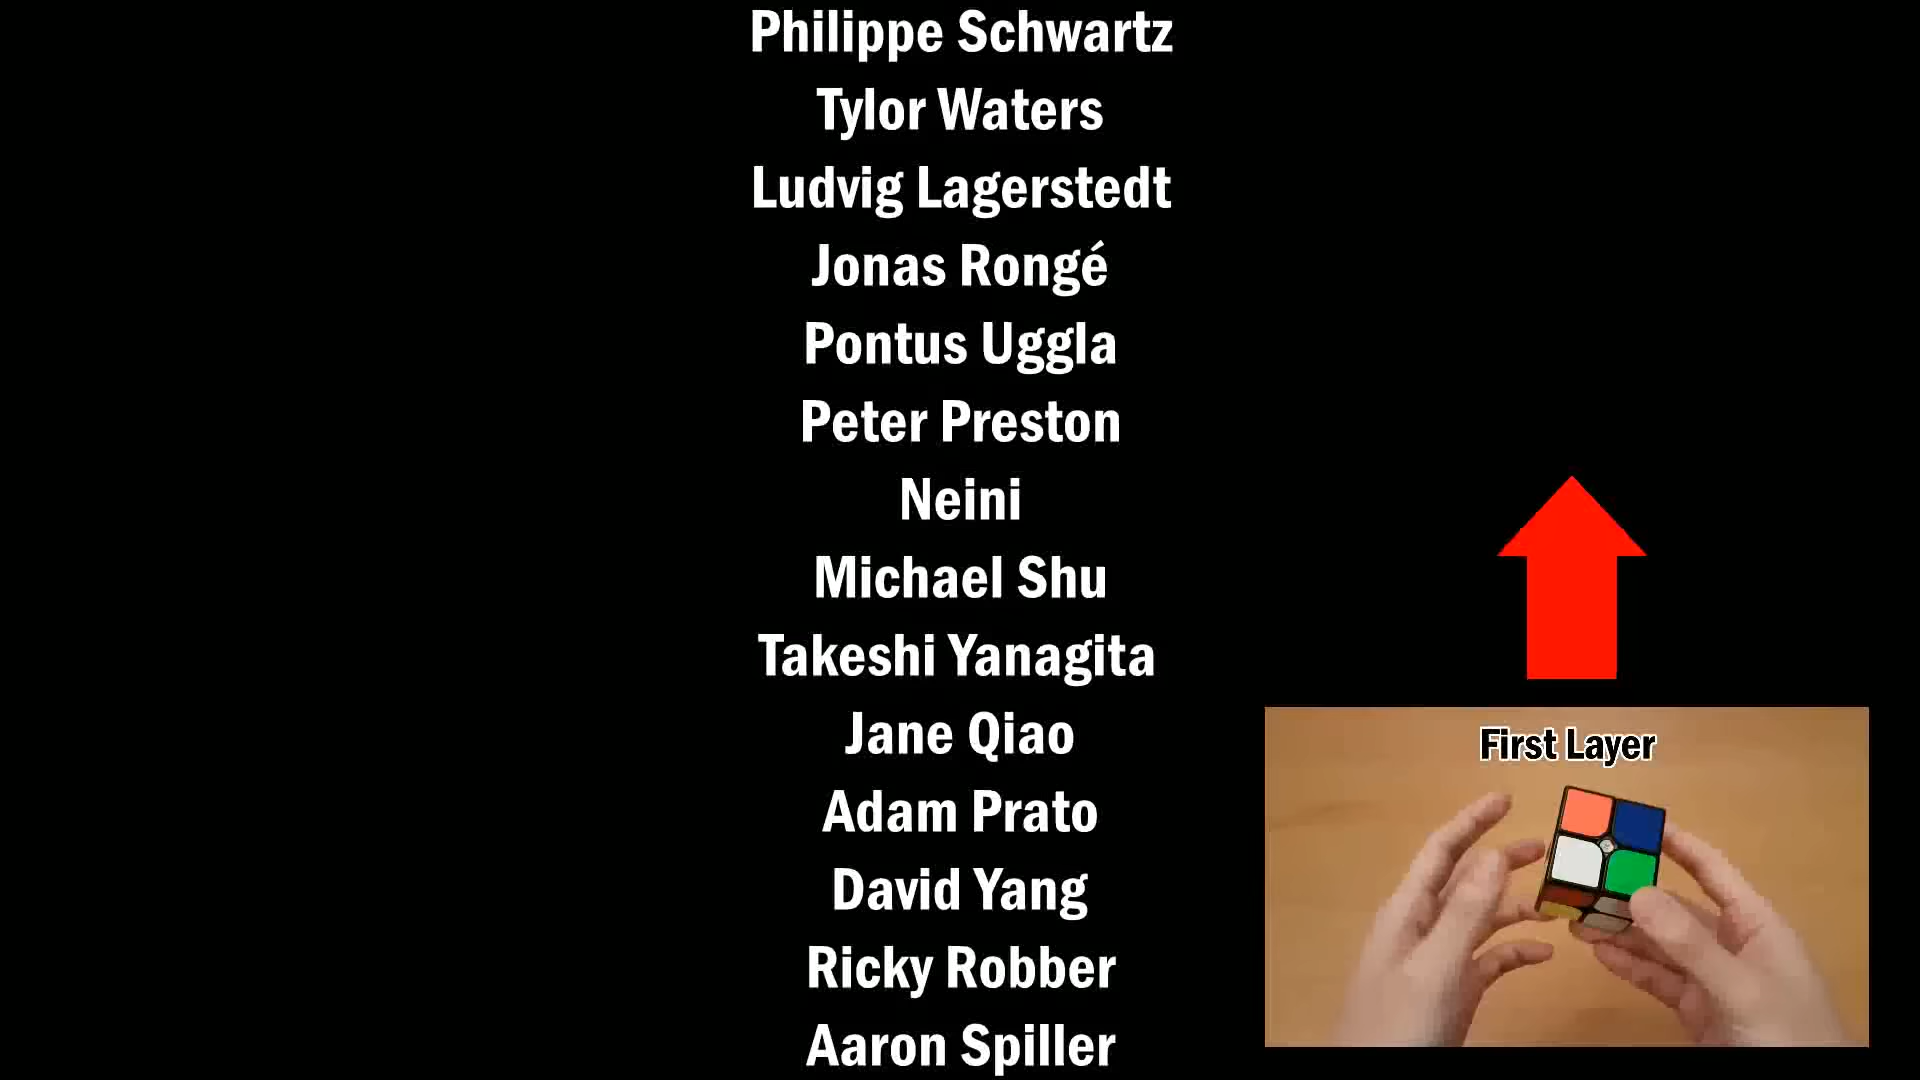 Philippe Schwartz
Tylor Waters
Ludvig Lagerstedt
Jonas Rongé
Pontus Uggla
Peter Preston
Neini
Michael Shu
Takeshi Yanagita
Jane Qiao
Adam Prato
David Yang
Ricky Robber
Aaron Spiller
First Layer